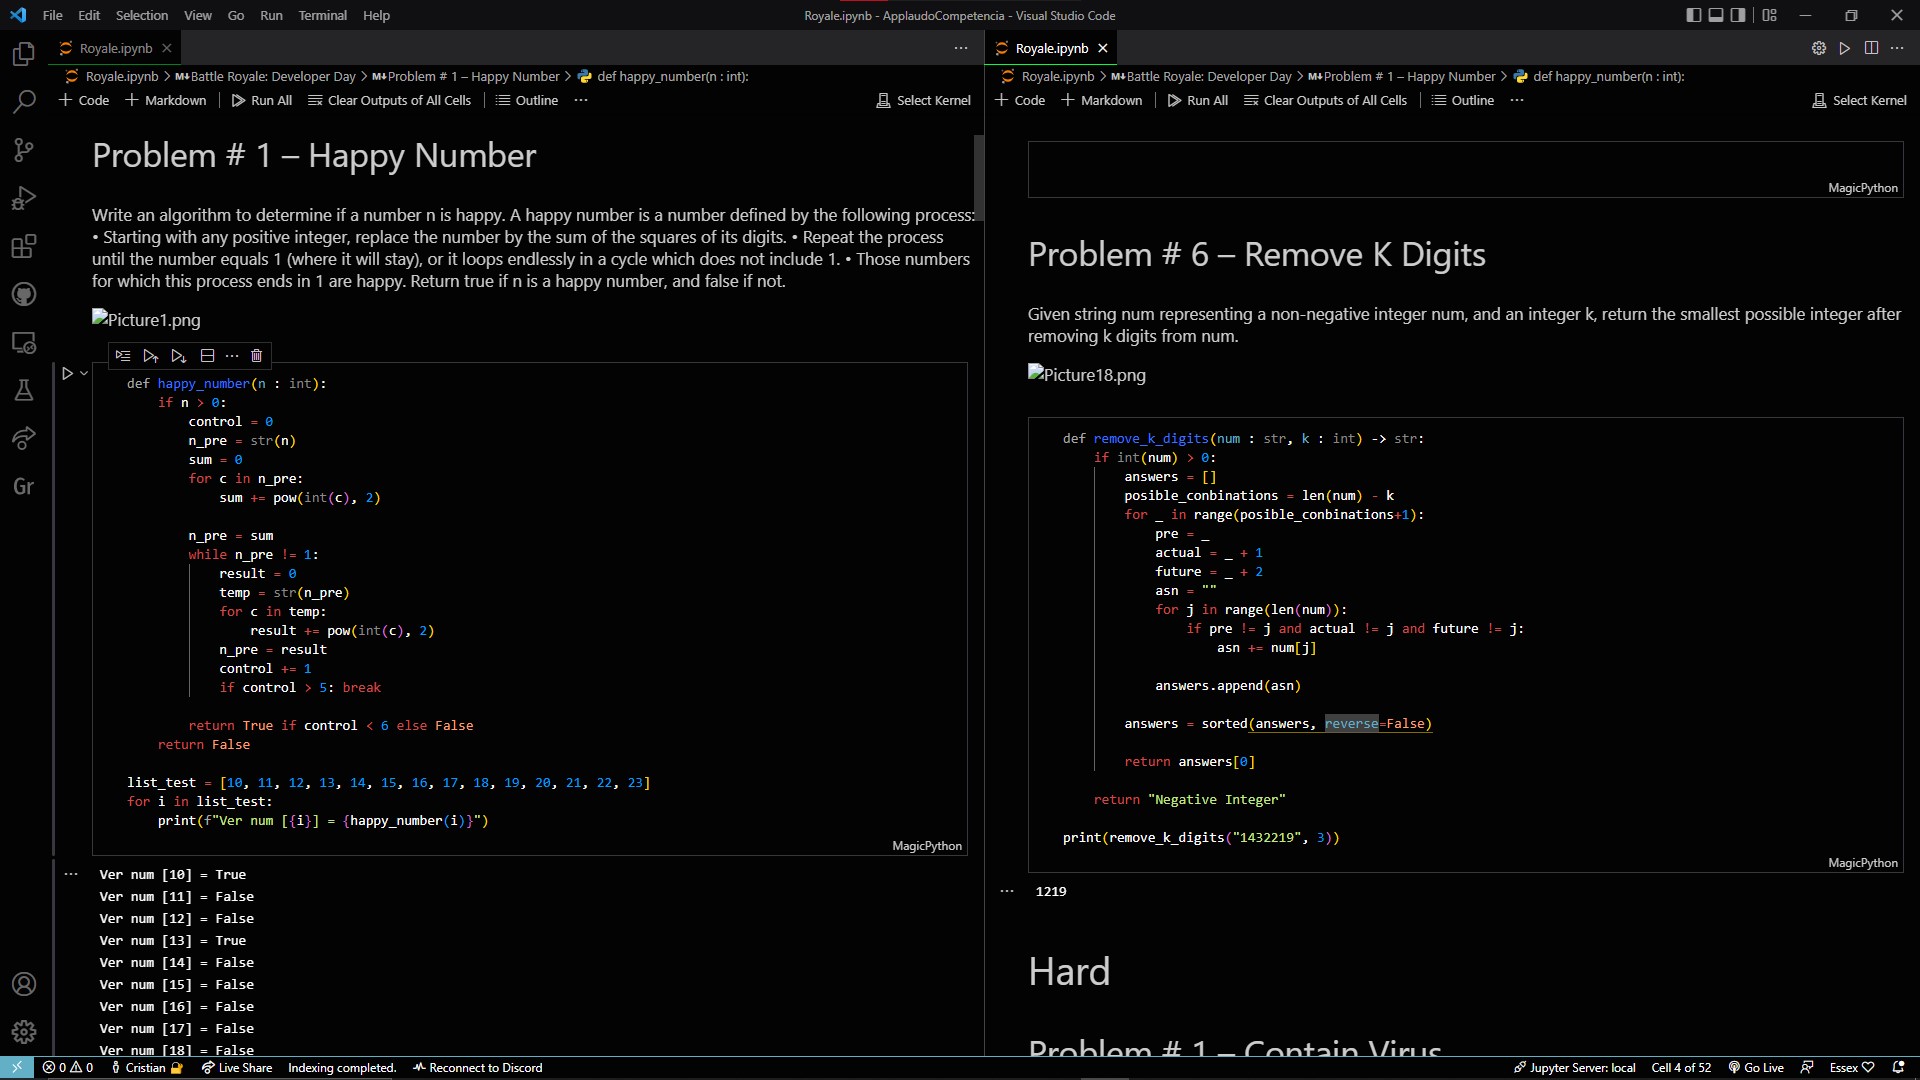 File Edit Selection View Go Run Terminal Help
Royale.ipynb - ApplaudoCompetencia - Visual Studio Code
Royale.ipynb
Royale.ipynb > M↓Battle Royale: Developer Day > M↓Problem # 1 – Happy Number > def happy_number(n : int):
+ Code + Markdown | Run All Clear Outputs of All Cells | Outline ... Select Kernel
Problem # 1 – Happy Number
Write an algorithm to determine if a number n is happy. A happy number is a number defined by the following process:
• Starting with any positive integer, replace the number by the sum of the squares of its digits. • Repeat the process
until the number equals 1 (where it will stay), or it loops endlessly in a cycle which does not include 1. • Those numbers
for which this process ends in 1 are happy. Return true if n is a happy number, and false if not.
Picture1.png
def happy_number(n : int):
    if n > 0:
        control = 0
        n_pre = str(n)
        sum = 0
        for c in n_pre:
            sum += pow(int(c), 2)
        n_pre = sum
        while n_pre != 1:
            result = 0
            temp = str(n_pre)
            for c in temp:
                result += pow(int(c), 2)
            n_pre = result
            control += 1
            if control > 5: break
        return True if control < 6 else False
    return False
list_test = [10, 11, 12, 13, 14, 15, 16, 17, 18, 19, 20, 21, 22, 23]
for i in list_test:
    print(f"Ver num [{i}] = {happy_number(i)}")
MagicPython
Ver num [10] = True
Ver num [11] = False
Ver num [12] = False
Ver num [13] = True
Ver num [14] = False
Ver num [15] = False
Ver num [16] = False
Ver num [17] = False
Ver num [18] = False
Gr
Royale.ipynb
Royale.ipynb > M↓Battle Royale: Developer Day > M↓Problem # 1 – Happy Number > def happy_number(n : int):
+ Code + Markdown | Run All Clear Outputs of All Cells | Outline ... Select Kernel
MagicPython
Problem # 6 – Remove K Digits
Given string num representing a non-negative integer num, and an integer k, return the smallest possible integer after
removing k digits from num.
Picture18.png
def remove_k_digits(num : str, k : int) -> str:
    if int(num) > 0:
        answers = []
        posible_conbinations = len(num) - k
        for _ in range(posible_conbinations+1):
            pre = _
            actual = _ + 1
            future = _ + 2
            asn = ""
            for j in range(len(num)):
                if pre != j and actual != j and future != j:
                    asn += num[j]
            answers.append(asn)
        answers = sorted(answers, reverse=False)
        return answers[0]
    return "Negative Integer"
print(remove_k_digits("1432219", 3))
MagicPython
1219
Hard
Problem # 1 – Contain Virus
0 0 Cristian Live Share Indexing completed. Reconnect to Discord
Jupyter Server: local Cell 4 of 52 Go Live Essex